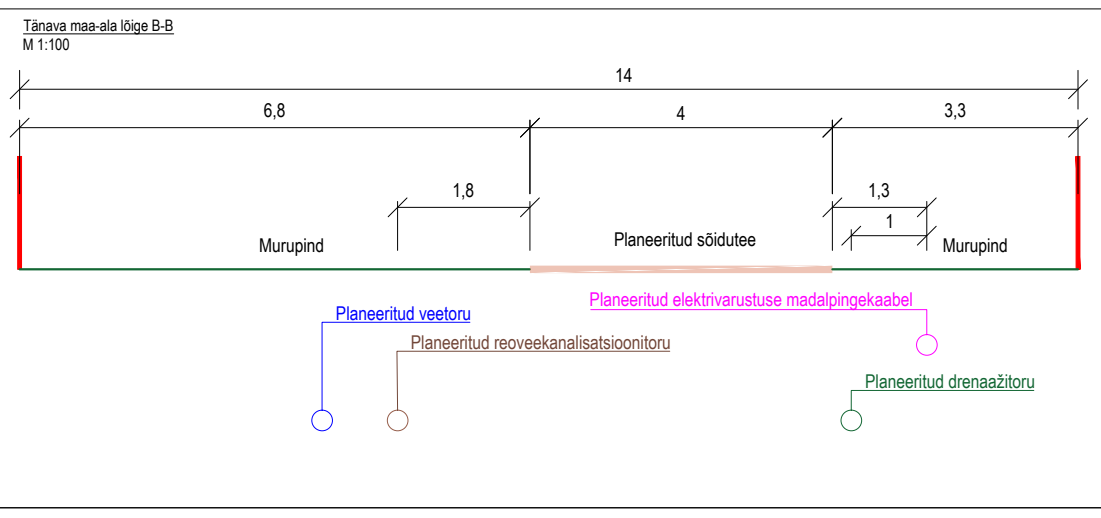 Tänava maa-ala lõige B-B
M 1:100
14
6,8
4
3,3
1,8
1,3
1
Murupind
Planeeritud sõidutee
Murupind
Planeeritud elektrivarustuse madalpingekaabel
Planeeritud veetoru
Planeeritud reoveekanalisatsioonitoru
Planeeritud drenaažitoru